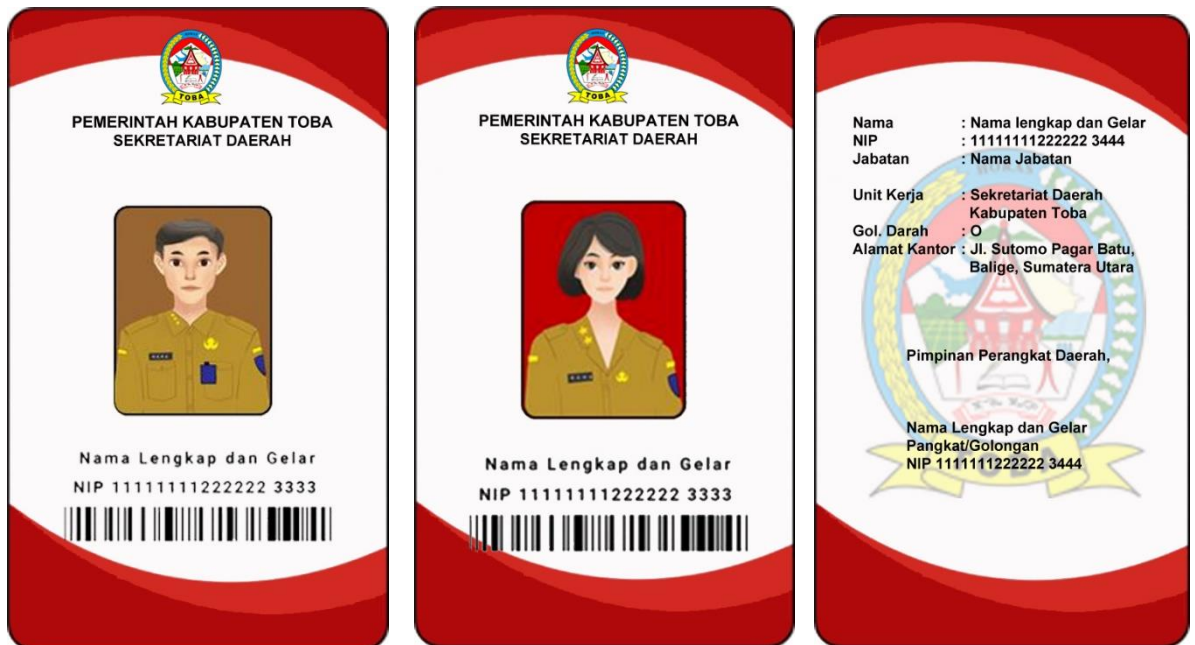 TOBA
PEMERINTAH KABUPATEN TOBA
SEKRETARIAT DAERAH
Nama Lengkap dan Gelar
NIP 11111111222222 3333
TOBA
PEMERINTAH KABUPATEN TOBA
SEKRETARIAT DAERAH
Nama Lengkap dan Gelar
NIP 11111111222222 3333
HORAS
Nama : Nama lengkap dan Gelar
NIP : 11111111222222 3444
Jabatan : Nama Jabatan
Unit Kerja : Sekretariat Daerah
Kabupaten Toba
Gol. Darah : O
Alamat Kantor : Jl. Sutomo Pagar Batu,
Balige, Sumatera Utara
Pimpinan Perangkat Daerah,
Nama Lengkap dan Gelar
Pangkat/Golongan
NIP 1111111222222 3444
TOBA